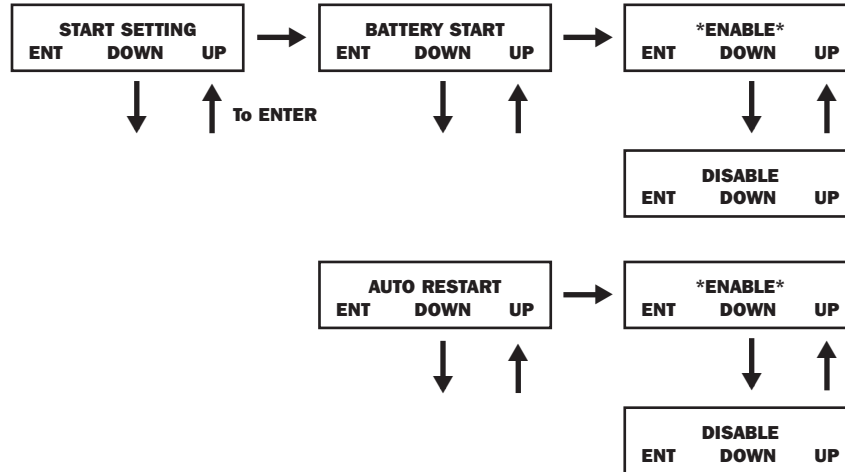 START SETTING
ENT DOWN UP
BATTERY START
ENT DOWN UP
*ENABLE*
ENT DOWN UP
To ENTER
DISABLE
ENT DOWN UP
AUTO RESTART
ENT DOWN UP
*ENABLE*
ENT DOWN UP
DISABLE
ENT DOWN UP